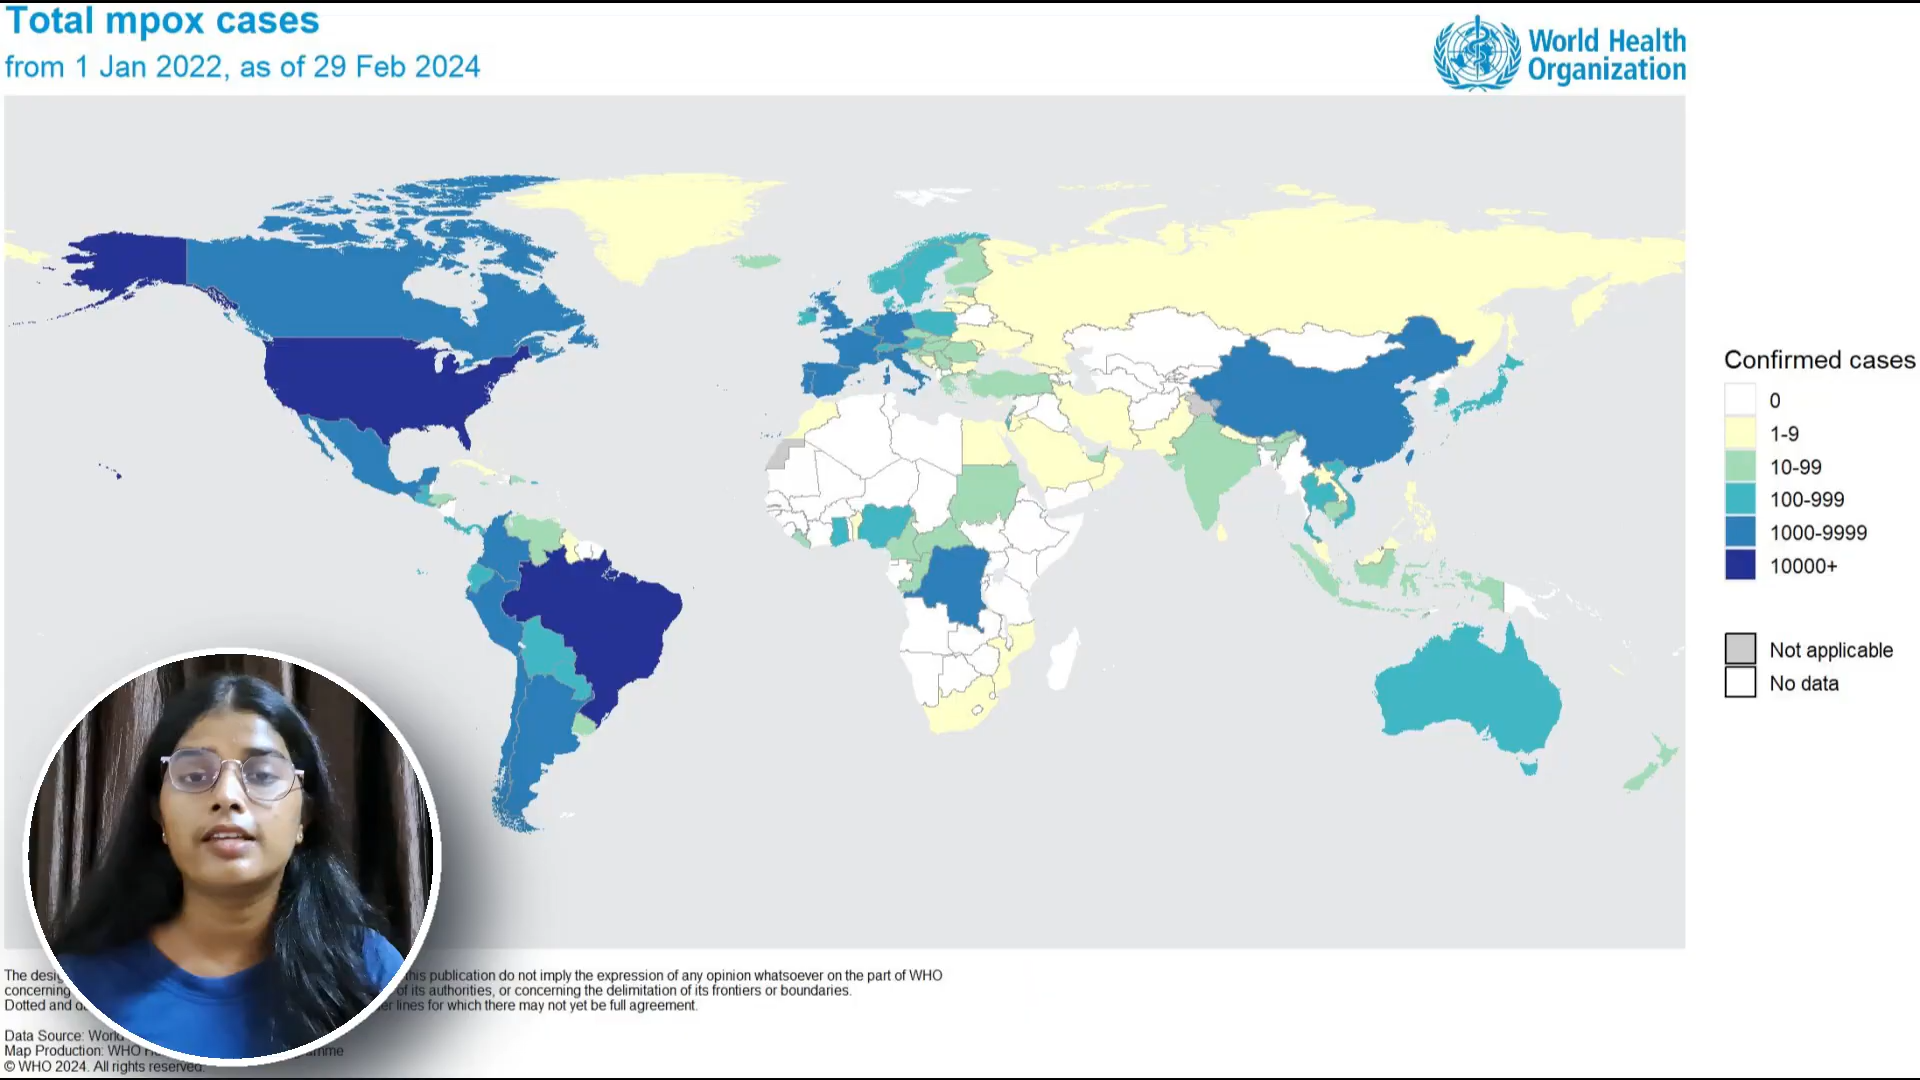 Total mpox cases
from 1 Jan 2022, as of 29 Feb 2024
World Health
Organization
Confirmed cases
0
1-9
10-99
100-999
1000-9999
10000+
Not applicable
No data
The this publication do not imply the expression of any opinion whatsoever on the part of WHO
concerning of its authorities, or concerning the delimitation of its frontiers or boundaries.
Dotted and lines for which there may not yet be full agreement.
Data Source:
Map Production: WHO
© WHO 2024. All rights reserved.